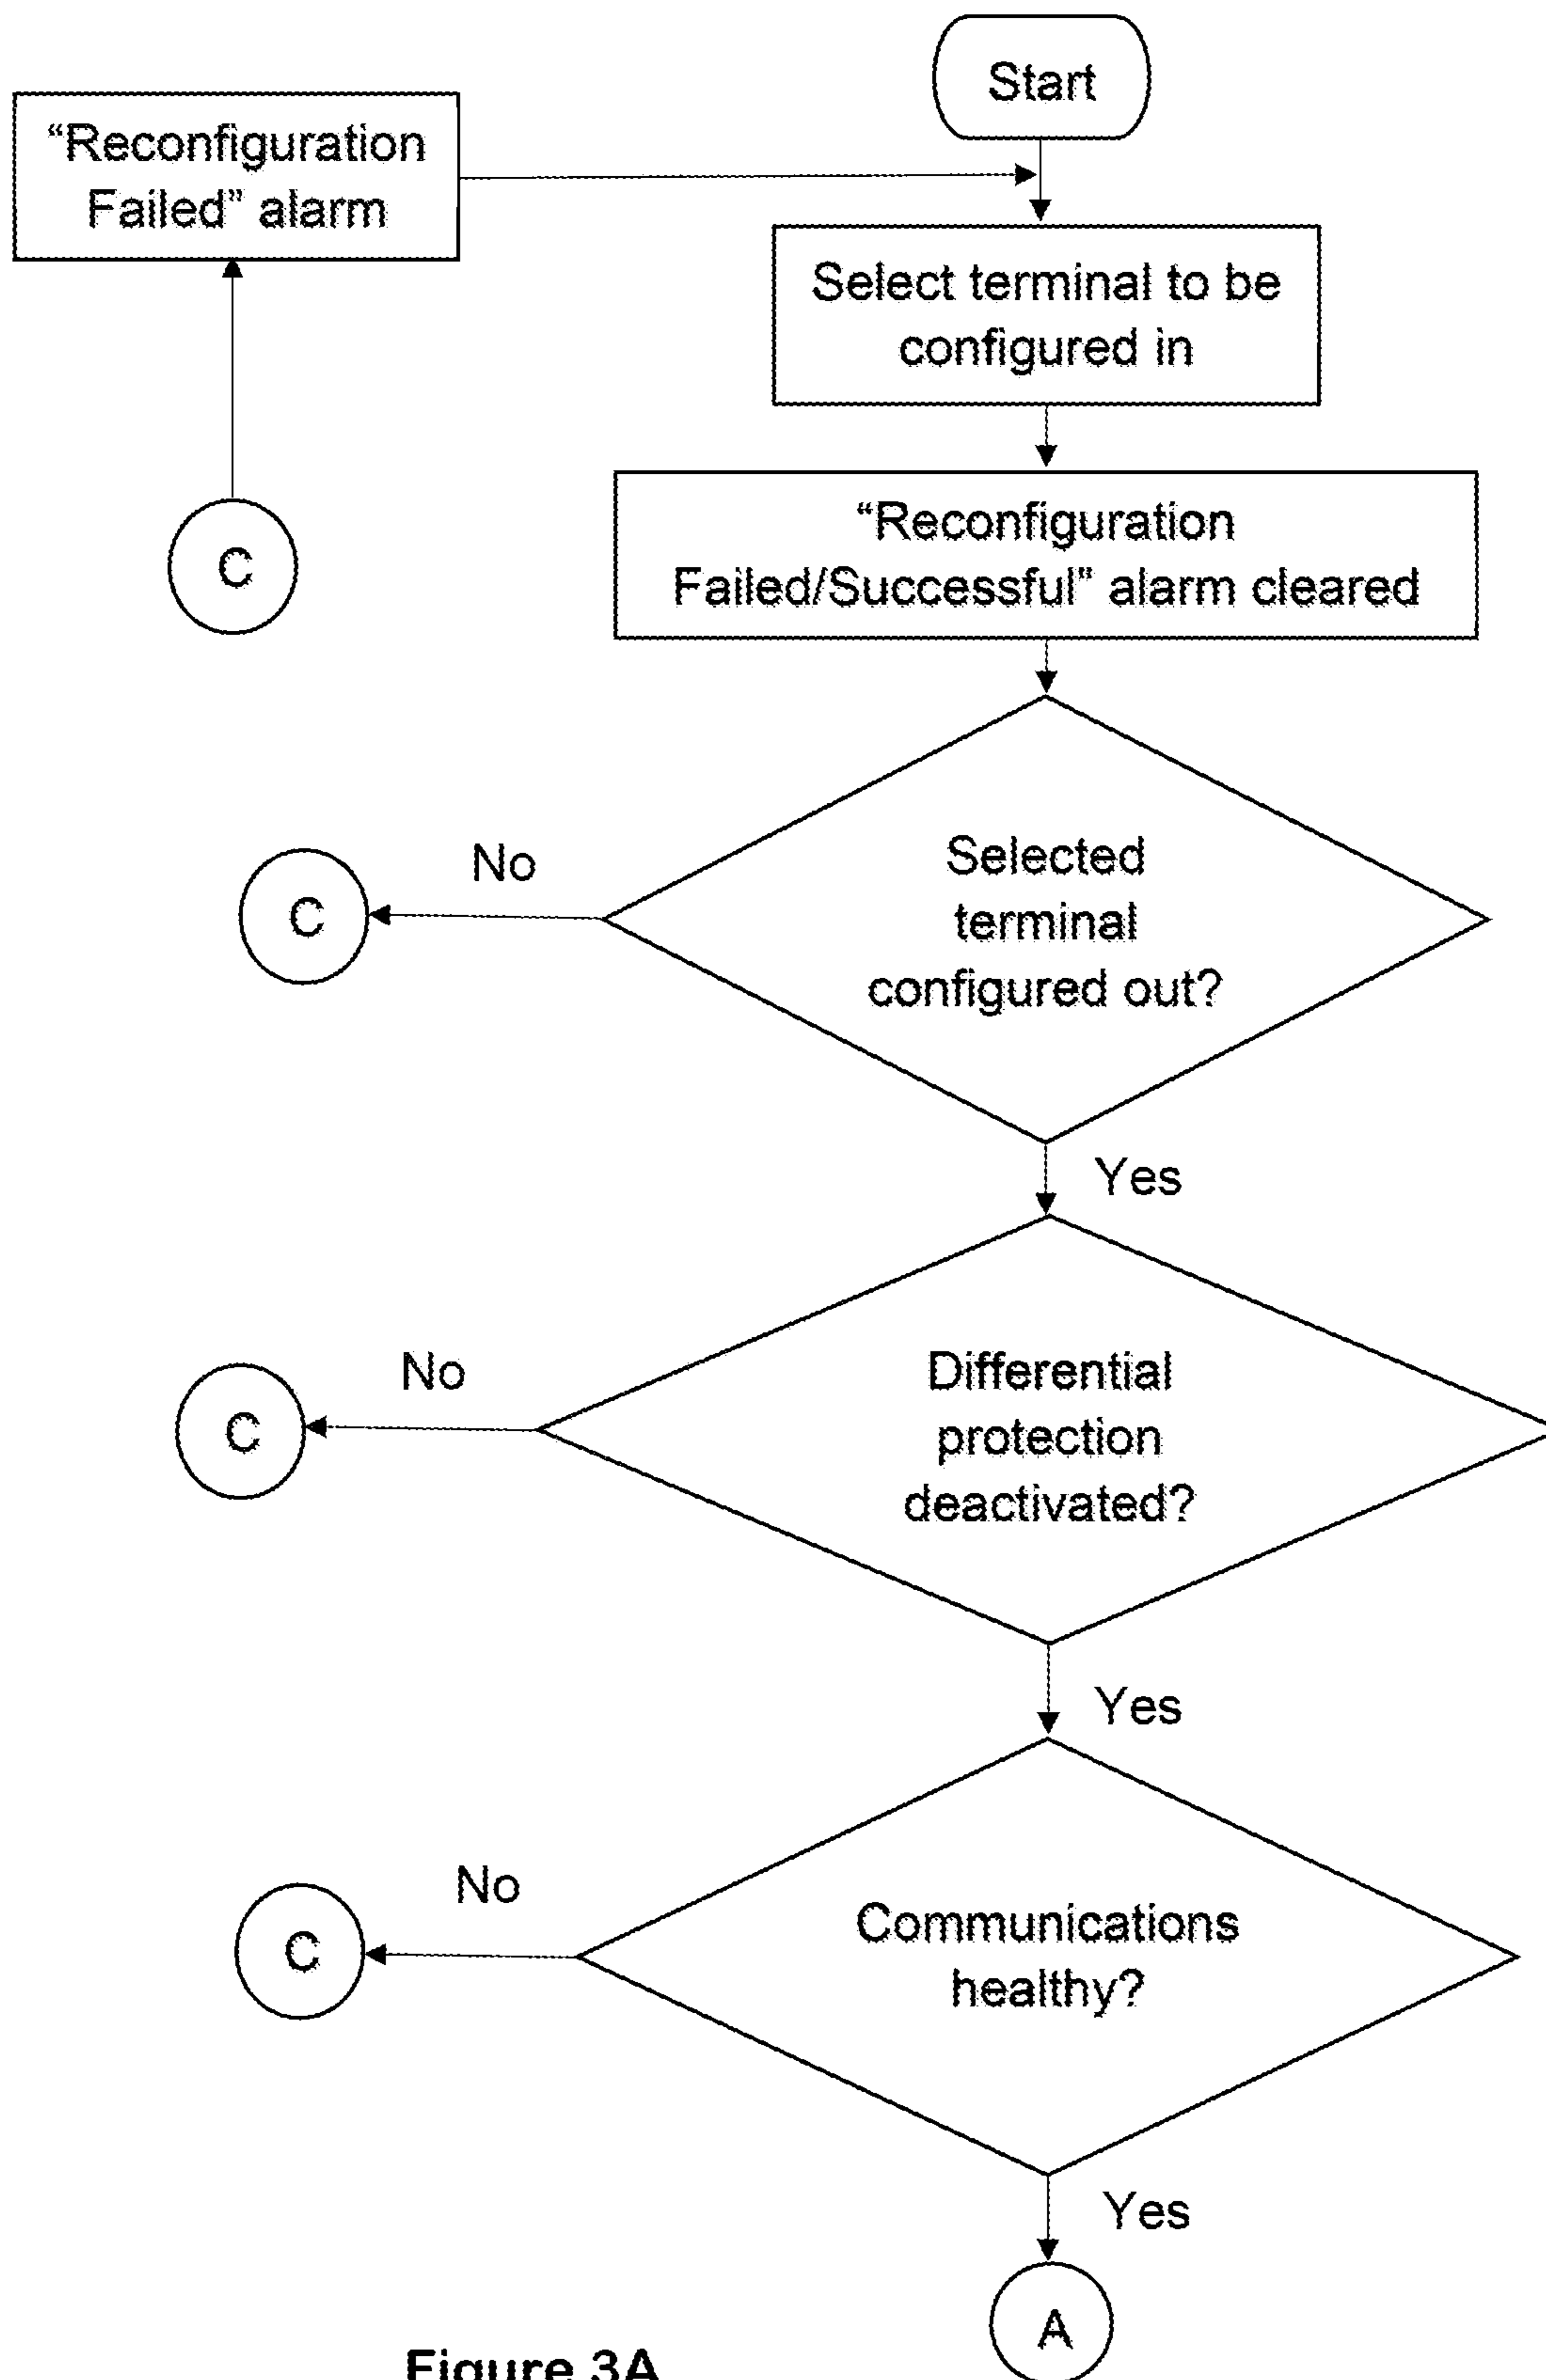 Start
“Reconfiguration
Failed” alarm
Select terminal to be
configured in
“Reconfiguration
Failed/Successful” alarm cleared
C
Selected
terminal
configured out?
No
C
Yes
Differential
protection
deactivated?
No
C
Yes
Communications
healthy?
No
C
Yes
A
Figure 3A